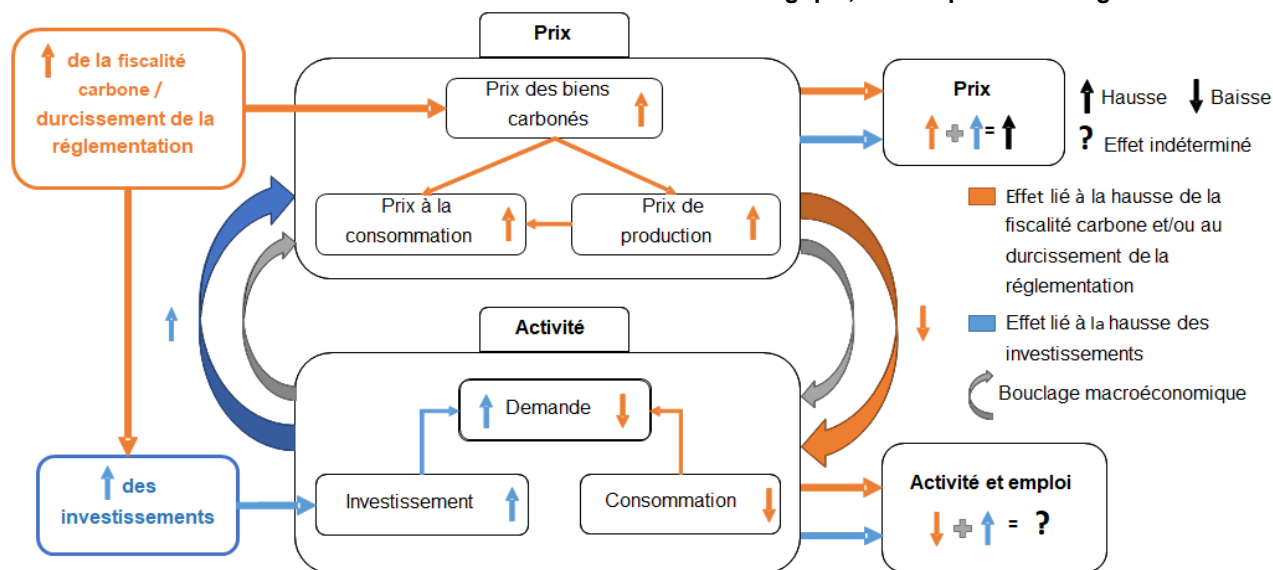 de la fiscalité
carbone /
durcissement de la
réglementation
Prix
Prix des biens
carbonés
Prix à la
consommation
Prix de
production
Prix
+ =
Hausse
Baisse
? Effet indéterminé
Effet lié à la hausse de la
fiscalité carbone et/ou au
durcissement de la
réglementation
Effet lié à la hausse des
investissements
Bouclage macroéconomique
Activité
Demande
Investissement
Consommation
des
investissements
Activité et emploi
+ = ?